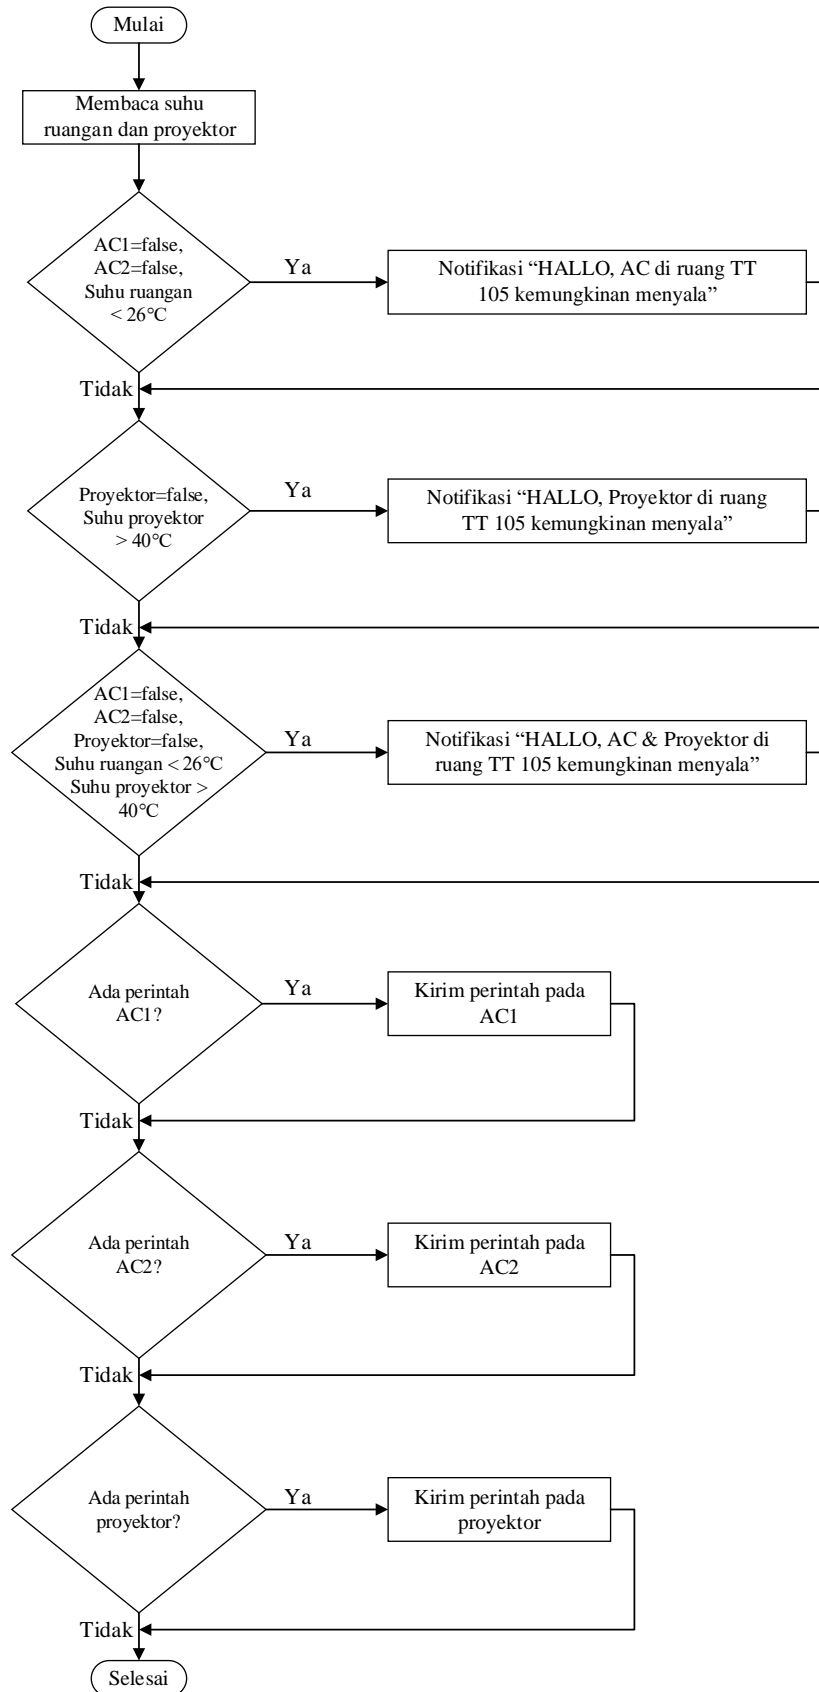 Mulai
Membaca suhu
ruangan dan proyektor
AC1=false,
AC2=false,
Suhu ruangan
< 26°C
Ya
Notifikasi “HALLO, AC di ruang TT
105 kemungkinan menyala”
Tidak
Proyektor=false,
Suhu proyektor
> 40°C
Ya
Notifikasi “HALLO, Proyektor di ruang
TT 105 kemungkinan menyala”
Tidak
AC1=false,
AC2=false,
Proyektor=false,
Suhu ruangan < 26°C
Suhu proyektor >
40°C
Ya
Notifikasi “HALLO, AC & Proyektor di
ruang TT 105 kemungkinan menyala”
Tidak
Ada perintah
AC1?
Ya
Kirim perintah pada
AC1
Tidak
Ada perintah
AC2?
Ya
Kirim perintah pada
AC2
Tidak
Ada perintah
proyektor?
Ya
Kirim perintah pada
proyektor
Tidak
Selesai